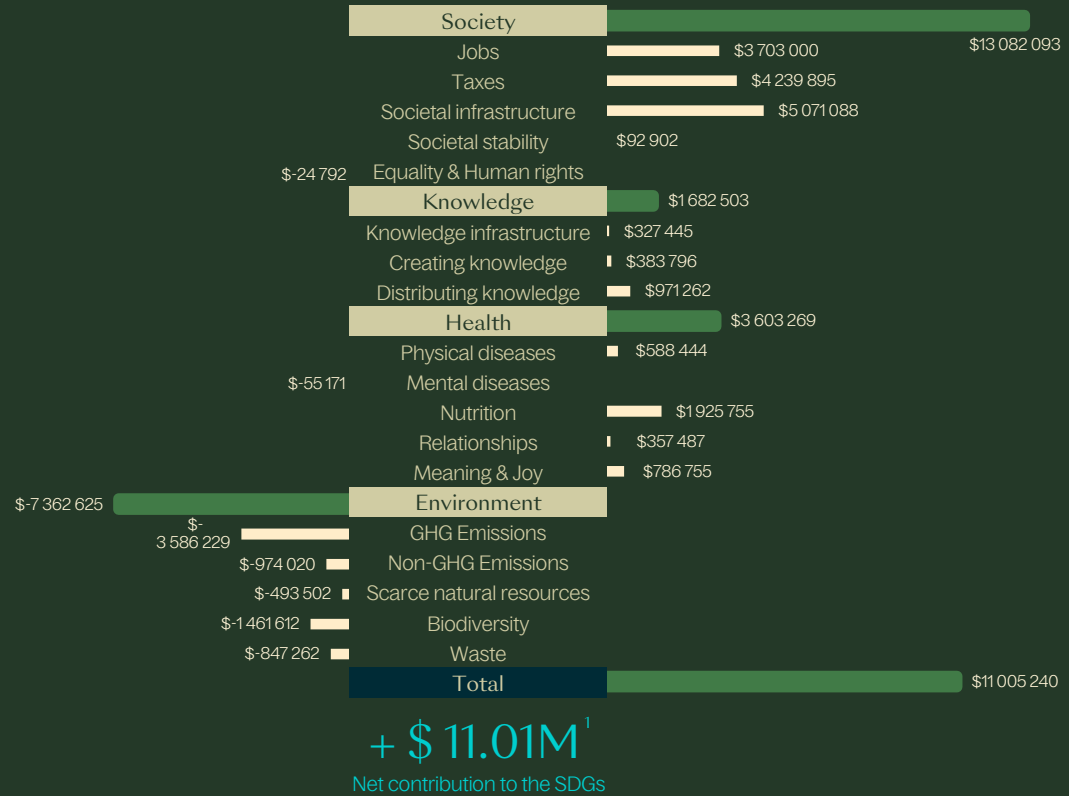 Society
$13 082 093
Jobs $3 703 000
Taxes $4 239 895
Societal infrastructure $5 071 088
Societal stability $92 902
$-24 792 Equality & Human rights
Knowledge $1 682 503
Knowledge infrastructure $327 445
Creating knowledge $383 796
Distributing knowledge $971 262
Health $3 603 269
Physical diseases $588 444
$-55 171 Mental diseases
Nutrition $1 925 755
Relationships $357 487
Meaning & Joy $786 755
$-7 362 625 Environment
$-
3 586 229 GHG Emissions
$-974 020 Non-GHG Emissions
$-493 502 Scarce natural resources
$-1 461 612 Biodiversity
$-847 262 Waste
Total $11 005 240
+ $ 11.01M 1
Net contribution to the SDGs